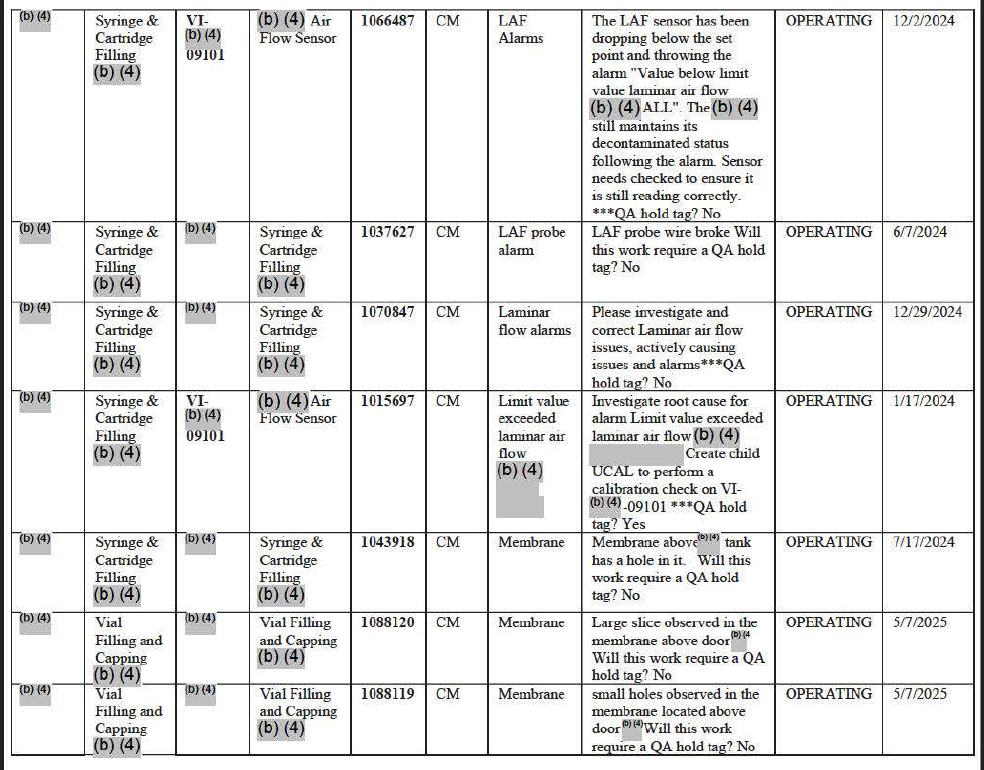 (b) (4)
Syringe &
Cartridge
Filling
(b) (4)
VI-
(b) (4)
09101
(b) (4) Air
Flow Sensor
1066487
CM
LAF
Alarms
The LAF sensor has been
dropping below the set
point and throwing the
alarm "Value below limit
value laminar air flow
(b) (4) ALL". The (b) (4)
still maintains its
decontaminated status
following the alarm. Sensor
needs checked to ensure it
is still reading correctly.
***QA hold tag? No
OPERATING
12/2/2024
(b) (4)
Syringe &
Cartridge
Filling
(b) (4)
(b) (4)
Syringe &
Cartridge
Filling
(b) (4)
1037627
CM
LAF probe
alarm
LAF probe wire broke Will
this work require a QA hold
tag? No
OPERATING
6/7/2024
(b) (4)
Syringe &
Cartridge
Filling
(b) (4)
(b) (4)
Syringe &
Cartridge
Filling
(b) (4)
1070847
CM
Laminar
flow alarms
Please investigate and
correct Laminar air flow
issues, actively causing
issues and alarms***QA
hold tag? No
OPERATING
12/29/2024
(b) (4)
Syringe &
Cartridge
Filling
(b) (4)
VI-
(b) (4)
09101
(b) (4) Air
Flow Sensor
1015697
CM
Limit value
exceeded
laminar air
flow
(b) (4)
Investigate root cause for
alarm Limit value exceeded
laminar air flow (b) (4)
Create child
UCAL to perform a
calibration check on VI-
(b) (4)-09101 ***QA hold
tag? Yes
OPERATING
1/17/2024
(b) (4)
Syringe &
Cartridge
Filling
(b) (4)
(b) (4)
Syringe &
Cartridge
Filling
(b) (4)
1043918
CM
Membrane
Membrane above (b) (4) tank
has a hole in it. Will this
work require a QA hold
tag? No
OPERATING
7/17/2024
(b) (4)
Vial
Filling and
Capping
(b) (4)
(b) (4)
Vial Filling
and Capping
(b) (4)
1088120
CM
Membrane
Large slice observed in the
membrane above door (b) (4
Will this work require a QA
hold tag? No
OPERATING
5/7/2025
(b) (4)
Vial
Filling and
Capping
(b) (4)
(b) (4)
Vial Filling
and Capping
(b) (4)
1088119
CM
Membrane
small holes observed in the
membrane located above
door (b) (4) Will this work
require a QA hold tag? No
OPERATING
5/7/2025